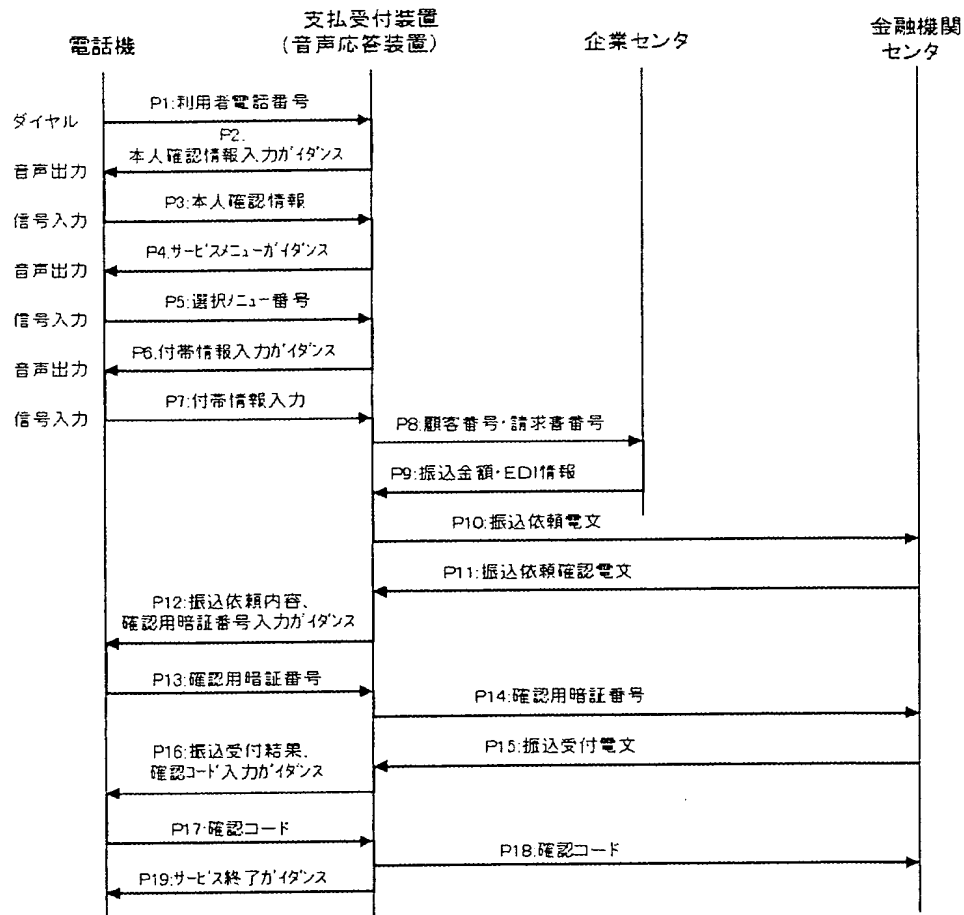 電話機
支払受付装置
(音声応答装置)
企業センタ
金融機関
センタ
ダイヤル
P1:利用者電話番号
P2.
本人確認情報入力ガイダンス
音声出力
P3:本人確認情報
信号入力
P4.サービスメニューガイダンス
音声出力
P5:選択メニュー番号
信号入力
P6.付帯情報入力ガイダンス
音声出力
P7:付帯情報入力
信号入力
P8.顧客番号・請求書番号
P9:振込金額・EDI情報
P10:振込依頼電文
P11:振込依頼確認電文
P12:振込依頼内容、
確認用暗証番号入力ガイダンス
P13:確認用暗証番号
P14:確認用暗証番号
P15:振込受付電文
P16:振込受付結果、
確認コード入力ガイダンス
P17:確認コード
P18.確認コード
P19:サービス終了ガイダンス